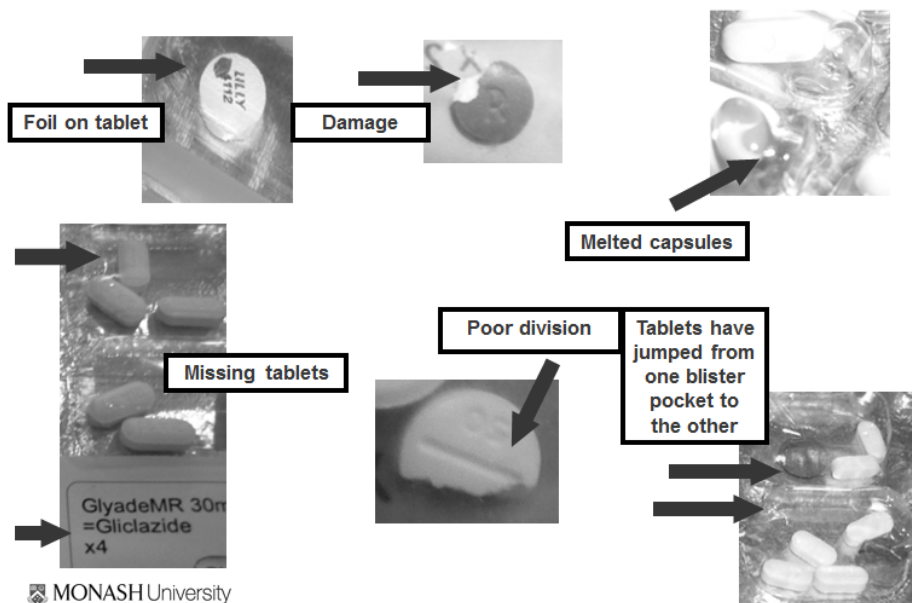 LILLY
4112
Foil on tablet
Damage
Melted capsules
Missing tablets
Poor division
Tablets have
jumped from
one blister
pocket to
the other
GlyadeMR 30m
=Gliclazide
x4
MONASH University